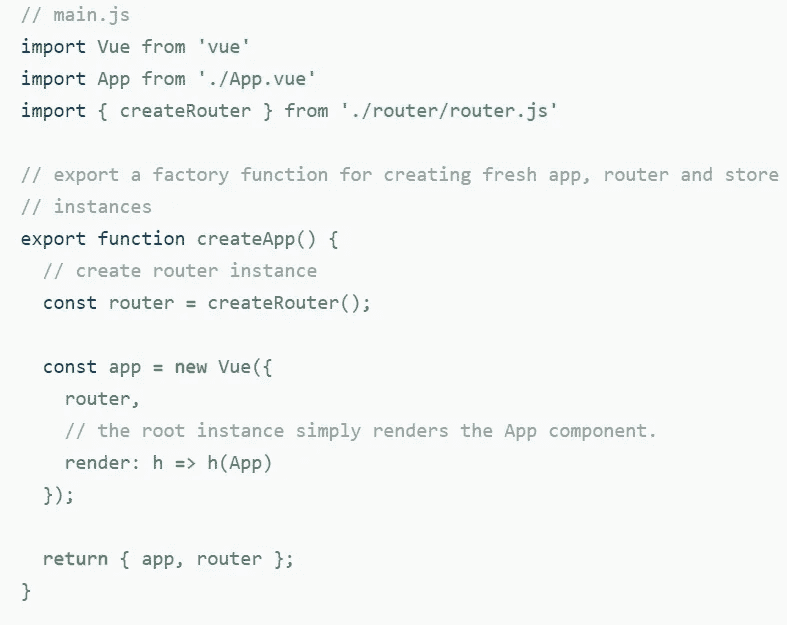 // main.js
import Vue from 'vue'
import App from './App.vue'
import { createRouter } from './router/router.js'

// export a factory function for creating fresh app, router and store
// instances
export function createApp() {
  // create router instance
  const router = createRouter();

  const app = new Vue({
    router,
    // the root instance simply renders the App component.
    render: h => h(App)
  });

  return { app, router };
}